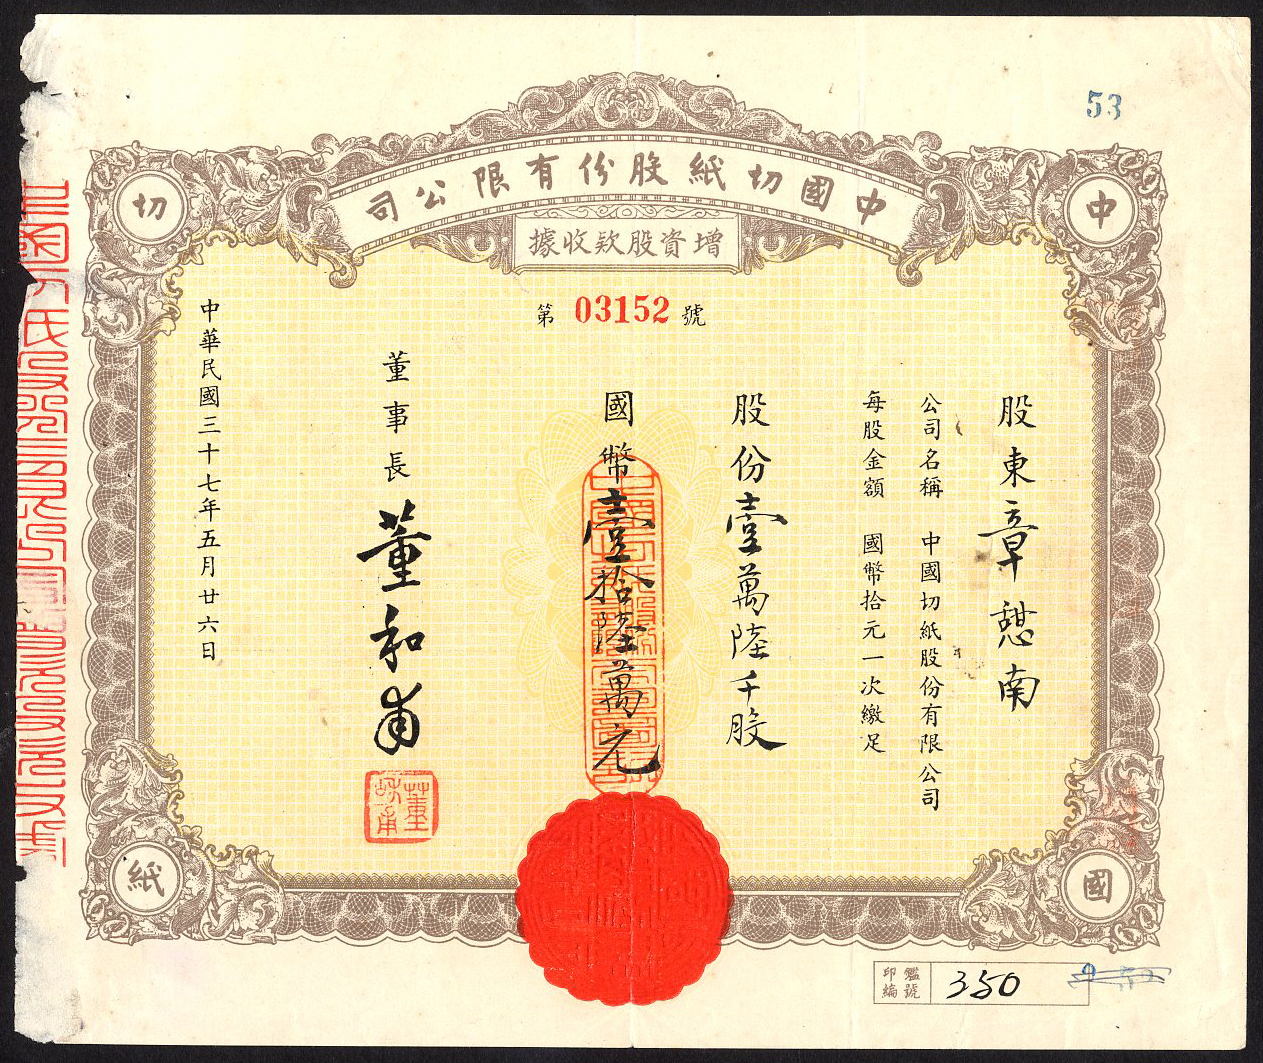 53
中國切紙股份有限公司
增資股款收據
中
國
切
紙
第 03152 號
股東章憇南
公司名稱 中國切紙股份有限公司
每股金額 國幣拾元一次繳足
股份壹萬陸千股
國幣壹拾陸萬元
董事長 董和甫
中華民國三十七年五月廿六日
印鑑編號 350